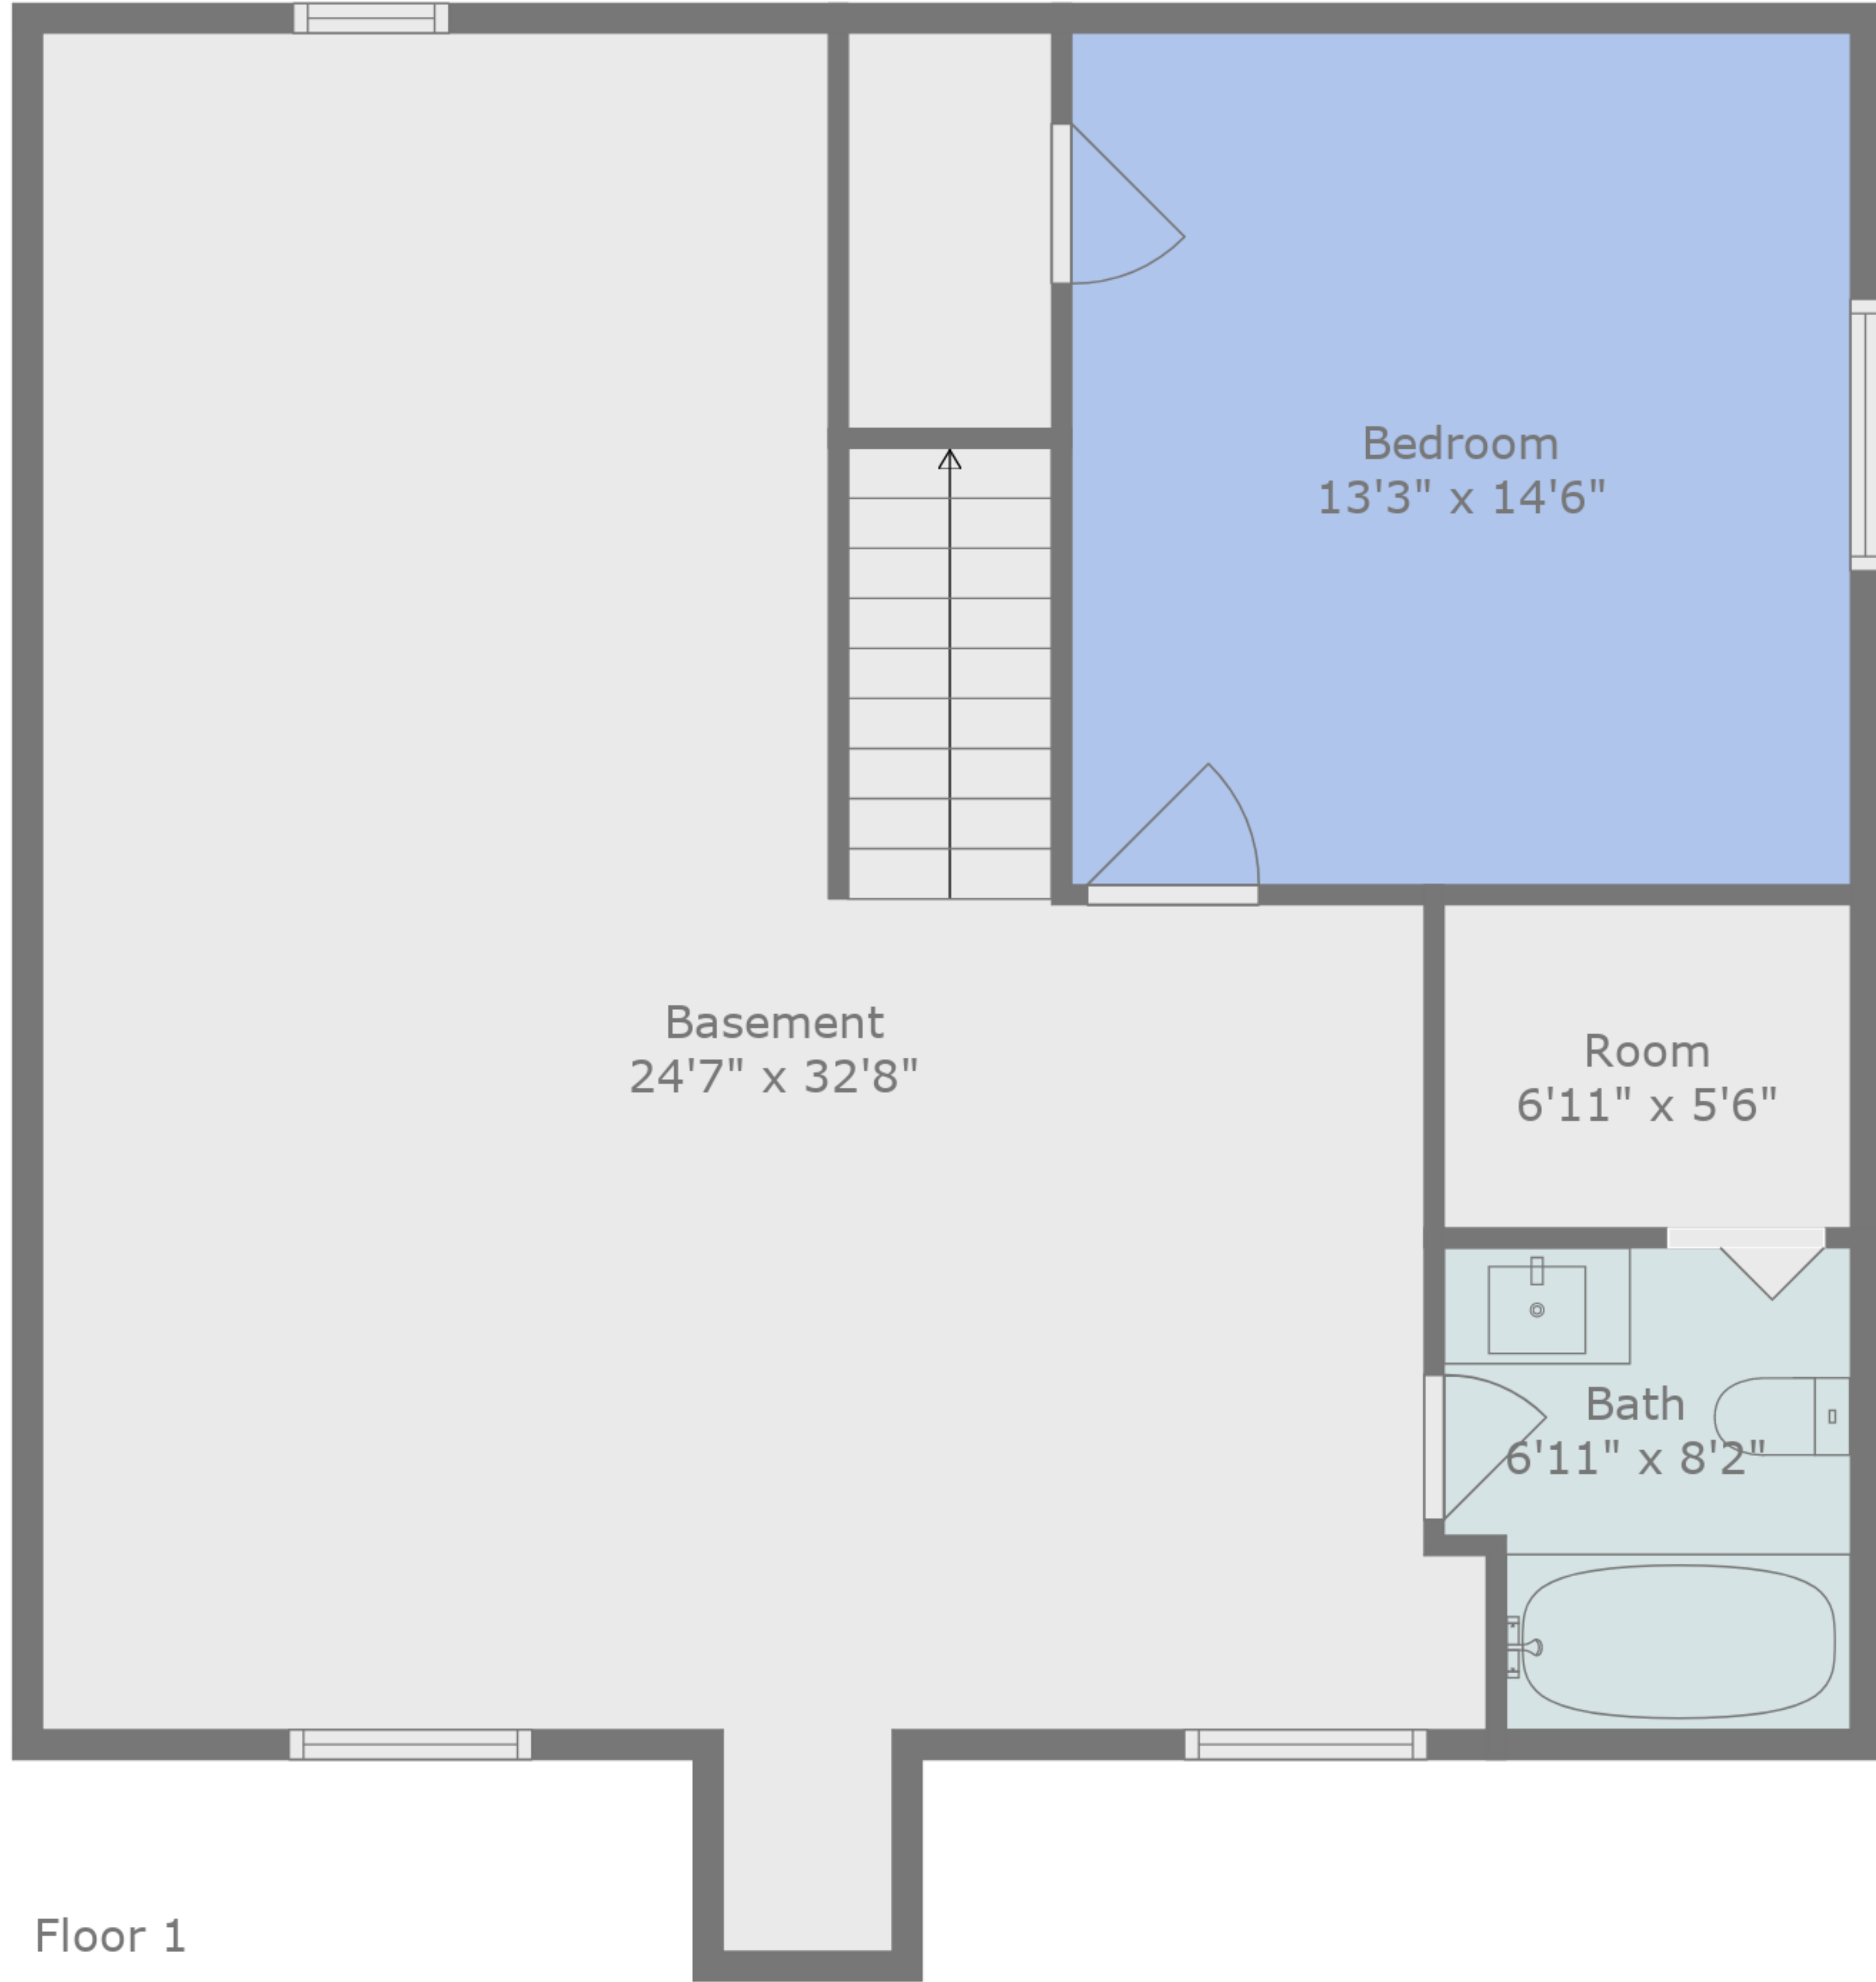 Bedroom
13'3" x 14'6"
Basement
24'7" x 32'8"
Room
6'11" x 5'6"
Bath
6'11" x 8'2"
Floor 1